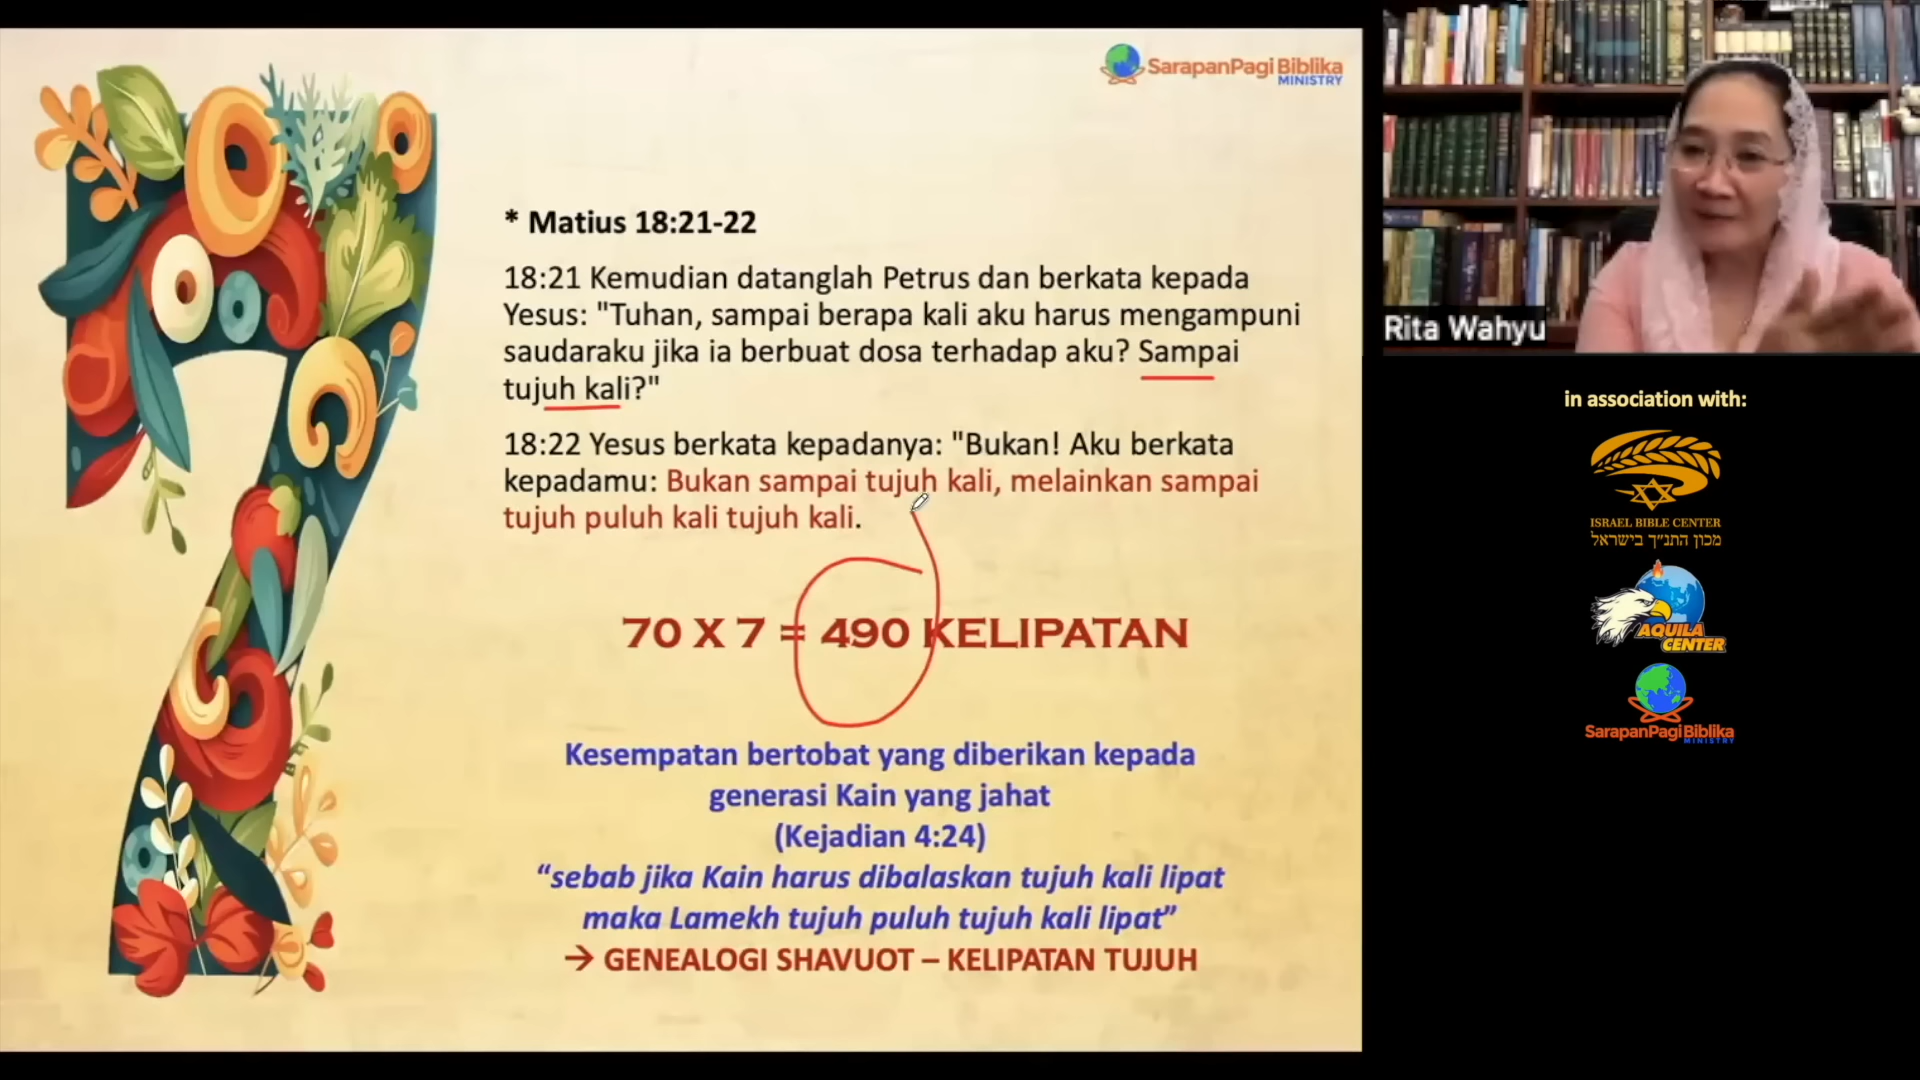 SarapanPagi Biblika
MINISTRY
* Matius 18:21-22
18:21 Kemudian datanglah Petrus dan berkata kepada
Yesus: "Tuhan, sampai berapa kali aku harus mengampuni
saudaraku jika ia berbuat dosa terhadap aku? Sampai
tujuh kali?"
18:22 Yesus berkata kepadanya: "Bukan! Aku berkata
kepadamu: Bukan sampai tujuh kali, melainkan sampai
tujuh puluh kali tujuh kali.
70 X 7 = 490 KELIPATAN
Kesempatan bertobat yang diberikan kepada
generasi Kain yang jahat
(Kejadian 4:24)
“sebab jika Kain harus dibalaskan tujuh kali lipat
maka Lamekh tujuh puluh tujuh kali lipat”
→ GENEALOGI SHAVUOT – KELIPATAN TUJUH
Rita Wahyu
in association with:
ISRAEL BIBLE CENTER
מכון התנ״ך בישראל
AQUILA
CENTER
SarapanPagi Biblika
MINISTRY